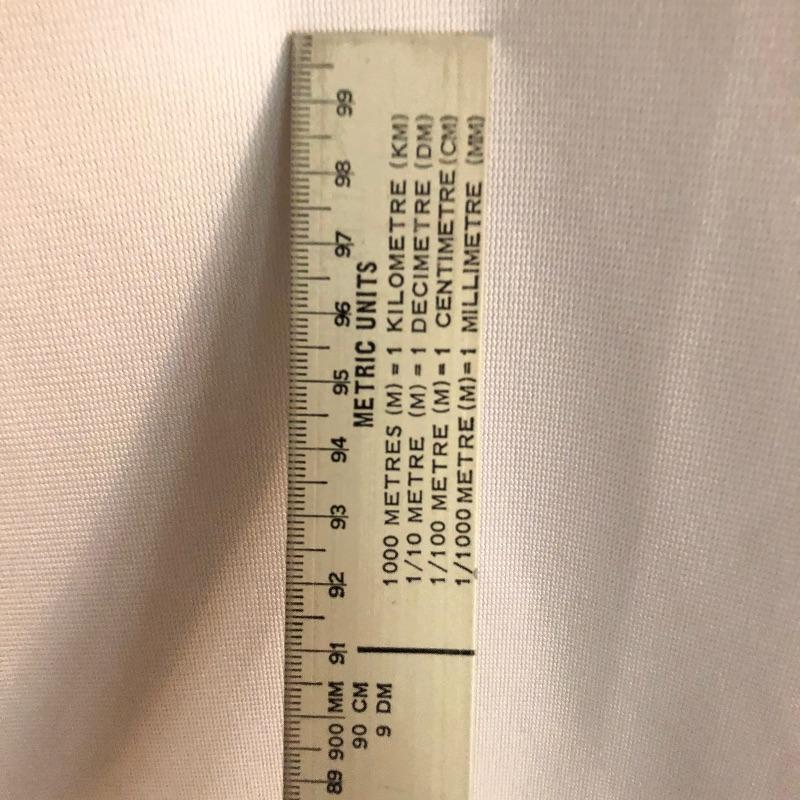 89 900 MM 91 92 93 94 95 96 97 98 99
90 CM
9 DM
METRIC UNITS
1000 METRES (M) = 1 KILOMETRE (KM)
1/10 METRE (M) = 1 DECIMETRE (DM)
1/100 METRE (M) = 1 CENTIMETRE (CM)
1/1000 METRE (M) = 1 MILLIMETRE (MM)